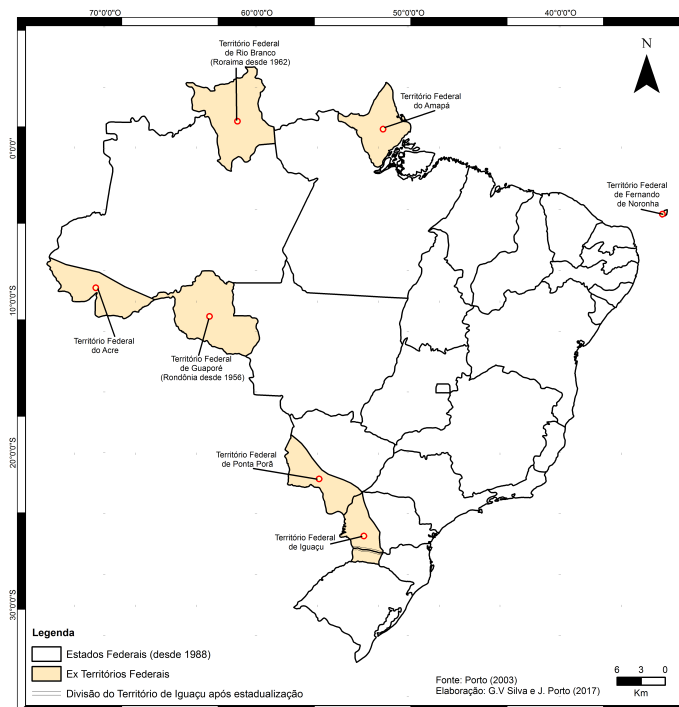 70°0'0"O
60°0'0"O
50°0'0"O
40°0'0"O
N
Território Federal
de Rio Branco
(Roraima desde 1962)
Território Federal
do Amapá
0°0'0"
Território Federal
de Fernando
de Noronha
10°0'0"S
Território Federal
do Acre
Território Federal
de Guaporé
(Rondônia desde 1956)
20°0'0"S
Território Federal
de Ponta Porã
Território Federal
de Iguaçu
30°0'0"S
Legenda
Estados Federais (desde 1988)
Ex Territórios Federais
Divisão do Território de Iguaçu após estadualização
Fonte: Porto (2003)
Elaboração: G.V Silva e J. Porto (2017)
6 3 0
Km